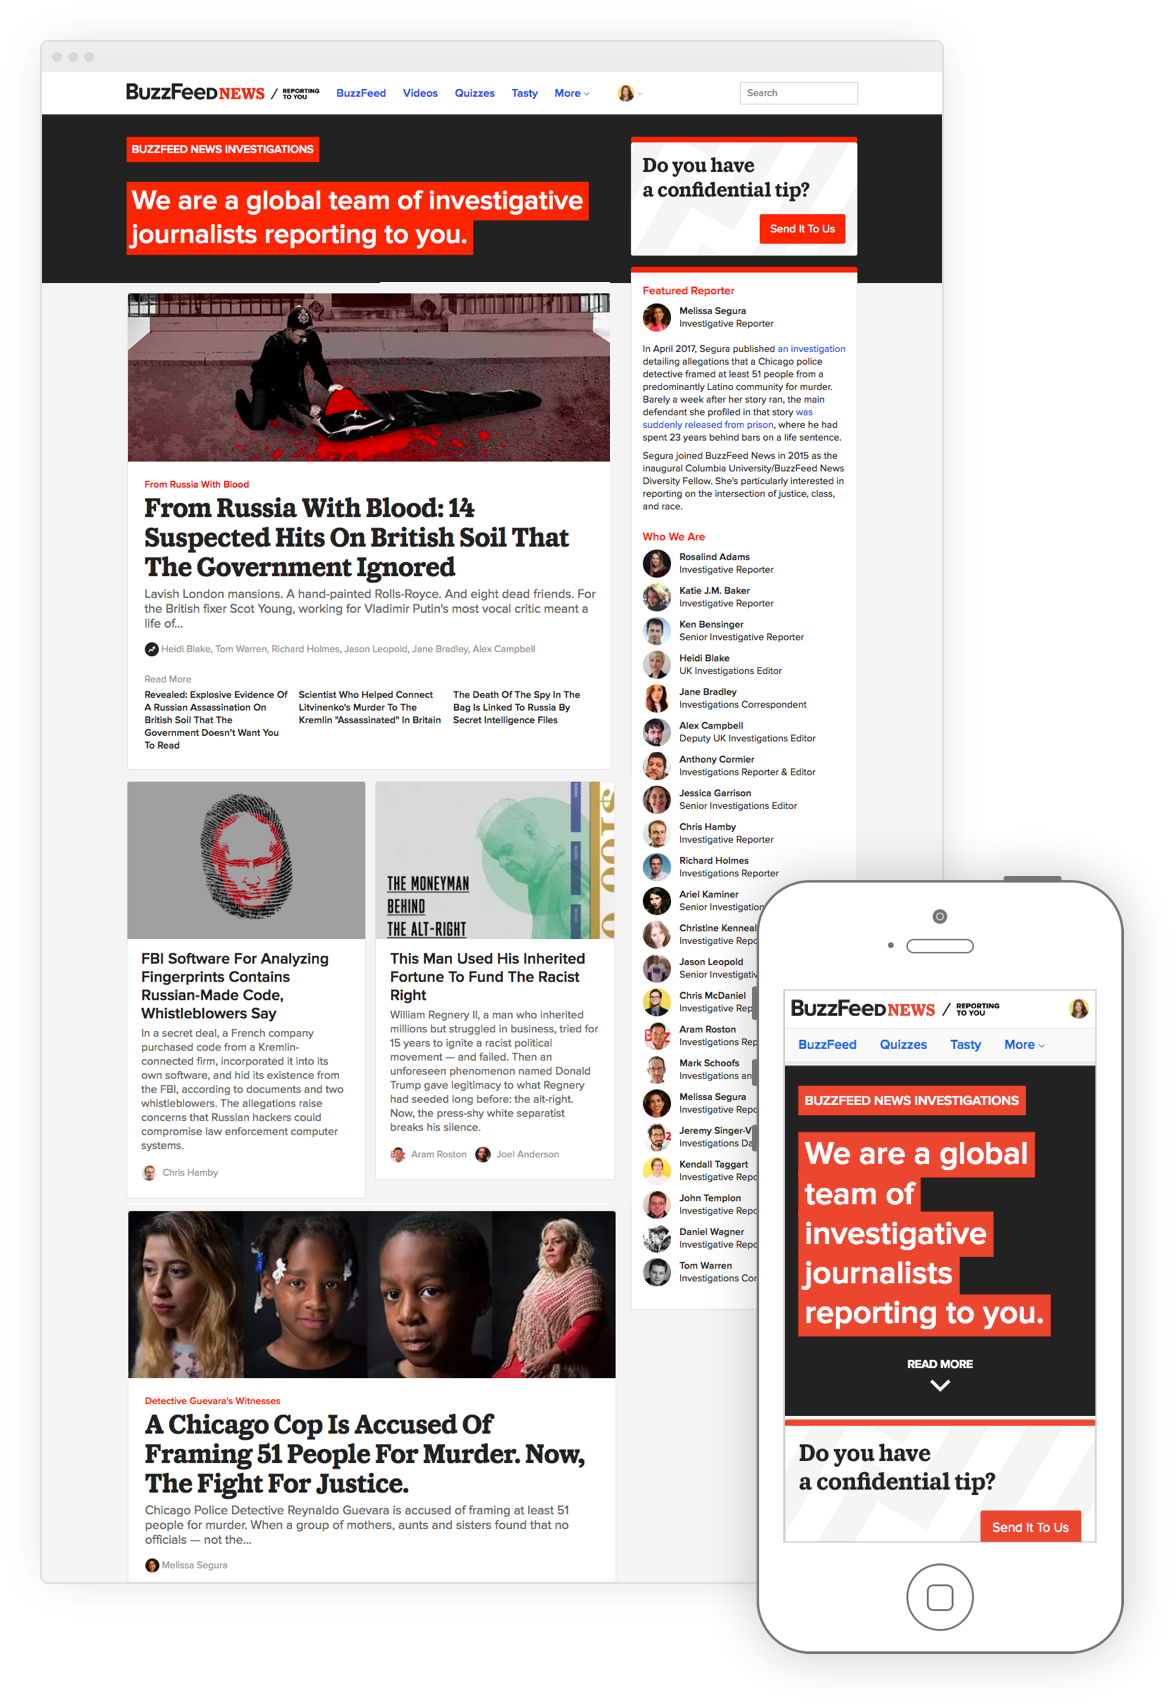 BuzzFeed NEWS / REPORTING TO YOU
BuzzFeed Videos Quizzes Tasty More
Search
BUZZFEED NEWS INVESTIGATIONS
We are a global team of investigative
journalists reporting to you.
Do you have
a confidential tip?
Send It To Us
From Russia With Blood
From Russia With Blood: 14
Suspected Hits On British Soil That
The Government Ignored
Lavish London mansions. A hand-painted Rolls-Royce. And eight dead friends. For
the British fixer Scot Young, working for Vladimir Putin's most vocal critic meant a
life of...
Heidi Blake, Tom Warren, Richard Holmes, Jason Leopold, Jane Bradley, Alex Campbell
Read More
Revealed: Explosive Evidence Of
A Russian Assassination On
British Soil That The
Government Doesn't Want You
To Read
Scientist Who Helped Connect
Litvinenko's Murder To The
Kremlin "Assassinated" In Britain
The Death Of The Spy In The
Bag Is Linked To Russia By
Secret Intelligence Files
THE MONEYMAN
BEHIND
THE ALT-RIGHT
FBI Software For Analyzing
Fingerprints Contains
Russian-Made Code,
Whistleblowers Say
In a secret deal, a French company
purchased code from a Kremlin-
connected firm, incorporated it into its
own software, and hid its existence from
the FBI, according to documents and two
whistleblowers. The allegations raise
concerns that Russian hackers could
compromise law enforcement computer
systems.
Chris Hamby
This Man Used His Inherited
Fortune To Fund The Racist
Right
William Regnery II, a man who inherited
millions but struggled in business, tried for
15 years to ignite a racist political
movement — and failed. Then an
unforeseen phenomenon named Donald
Trump gave legitimacy to what Regnery
had seeded long before: the alt-right.
Now, the press-shy white separatist
breaks his silence.
Aram Roston Joel Anderson
Detective Guevara's Witnesses
A Chicago Cop Is Accused Of
Framing 51 People For Murder. Now,
The Fight For Justice.
Chicago Police Detective Reynaldo Guevara is accused of framing at least 51
people for murder. When a group of mothers, aunts and sisters found that no
officials — not the...
Melissa Segura
Featured Reporter
Melissa Segura
Investigative Reporter
In April 2017, Segura published an investigation
detailing allegations that a Chicago police
detective framed at least 51 people from a
predominantly Latino community for murder.
Barely a week after her story ran, the main
defendant she profiled in that story was
suddenly released from prison, where he had
spent 23 years behind bars on a life sentence.
Segura joined BuzzFeed News in 2015 as the
inaugural Columbia University/BuzzFeed News
Diversity Fellow. She's particularly interested in
reporting on the intersection of justice, class,
and race.
Who We Are
Rosalind Adams
Investigative Reporter
Katie J.M. Baker
Investigative Reporter
Ken Bensinger
Senior Investigative Reporter
Heidi Blake
UK Investigations Editor
Jane Bradley
Investigations Correspondent
Alex Campbell
Deputy UK Investigations Editor
Anthony Cormier
Investigations Reporter & Editor
Jessica Garrison
Senior Investigations Editor
Chris Hamby
Investigative Reporter
Richard Holmes
Investigations Reporter
Ariel Kaminer
Senior Investigation
Christine Kenneal
Investigative Repo
Jason Leopold
Senior Investigativ
Chris McDaniel
Investigative Rep
Aram Roston
Investigative Repo
Mark Schoofs
Investigations an
Melissa Segura
Investigative Repo
Jeremy Singer-V
Investigations Da
Kendall Taggart
Investigative Repo
John Templon
Investigative Repo
Daniel Wagner
Investigative Repo
Tom Warren
Investigations Cor
BuzzFeed NEWS / REPORTING TO YOU
BuzzFeed Quizzes Tasty More
BUZZFEED NEWS INVESTIGATIONS
We are a global
team of
investigative
journalists
reporting to you.
READ MORE
Do you have
a confidential tip?
Send It To Us